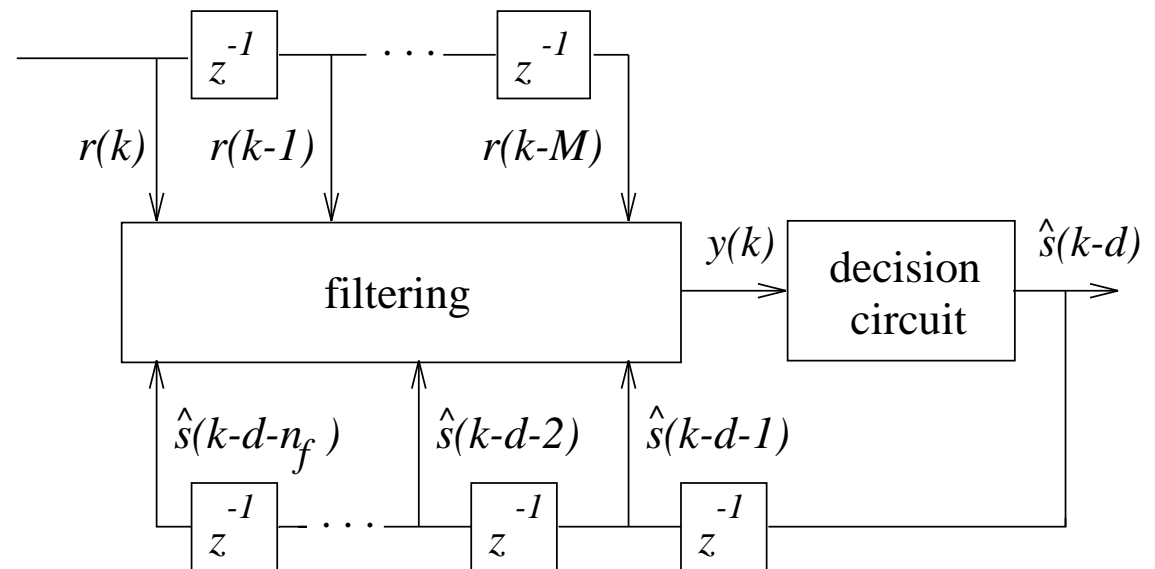 z^-1 · · · z^-1
r(k) r(k-1) r(k-M)
y(k) ŝ(k-d)
filtering
decision
circuit
ŝ(k-d-n_f ) ŝ(k-d-2) ŝ(k-d-1)
z^-1 · · · z^-1 z^-1